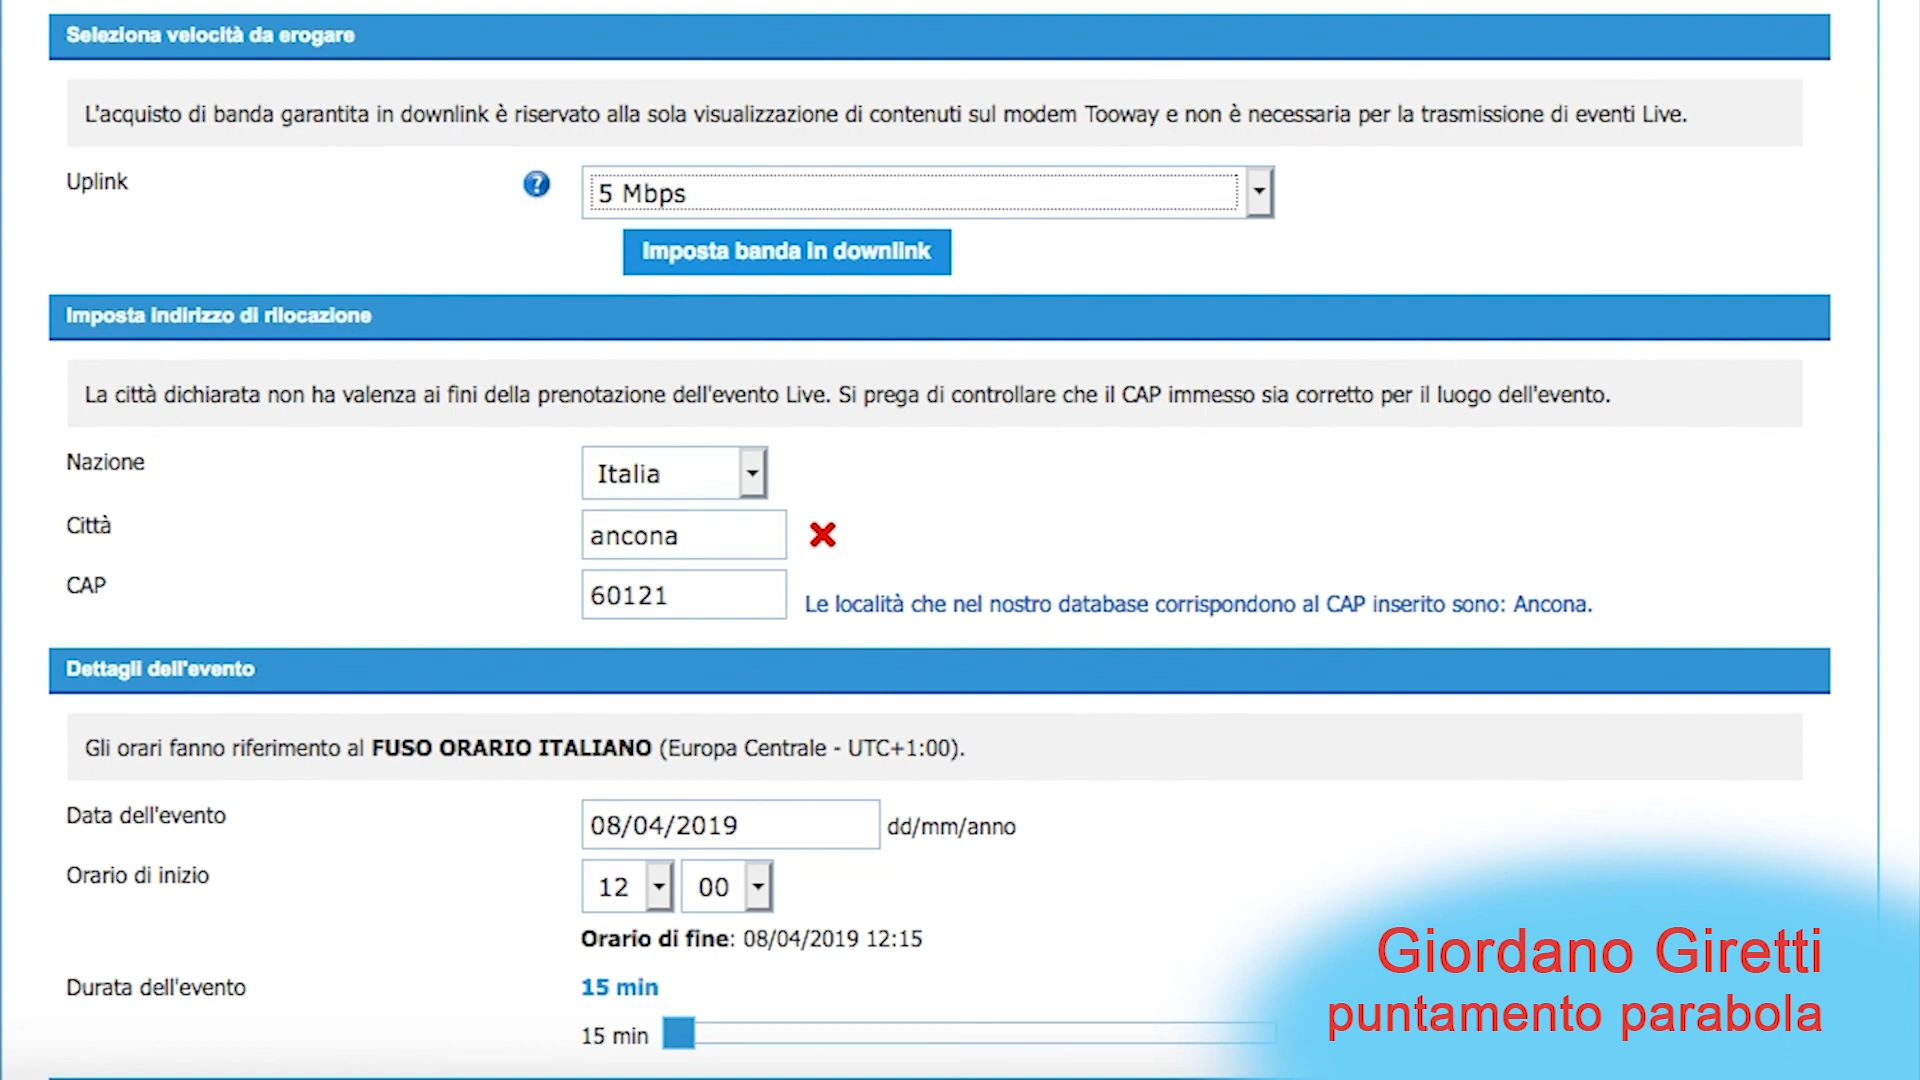 Seleziona velocità da erogare
L'acquisto di banda garantita in downlink è riservato alla sola visualizzazione di contenuti sul modem Tooway e non è necessaria per la trasmissione di eventi Live.
Uplink ? 5 Mbps
Imposta banda in downlink
Imposta indirizzo di rilocazione
La città dichiarata non ha valenza ai fini della prenotazione dell'evento Live. Si prega di controllare che il CAP immesso sia corretto per il luogo dell'evento.
Nazione Italia
Città ancona
CAP 60121 Le località che nel nostro database corrispondono al CAP inserito sono: Ancona.
Dettagli dell'evento
Gli orari fanno riferimento al FUSO ORARIO ITALIANO (Europa Centrale - UTC+1:00).
Data dell'evento 08/04/2019 dd/mm/anno
Orario di inizio 12 00
Orario di fine: 08/04/2019 12:15
Durata dell'evento 15 min
15 min
Giordano Giretti
puntamento parabola